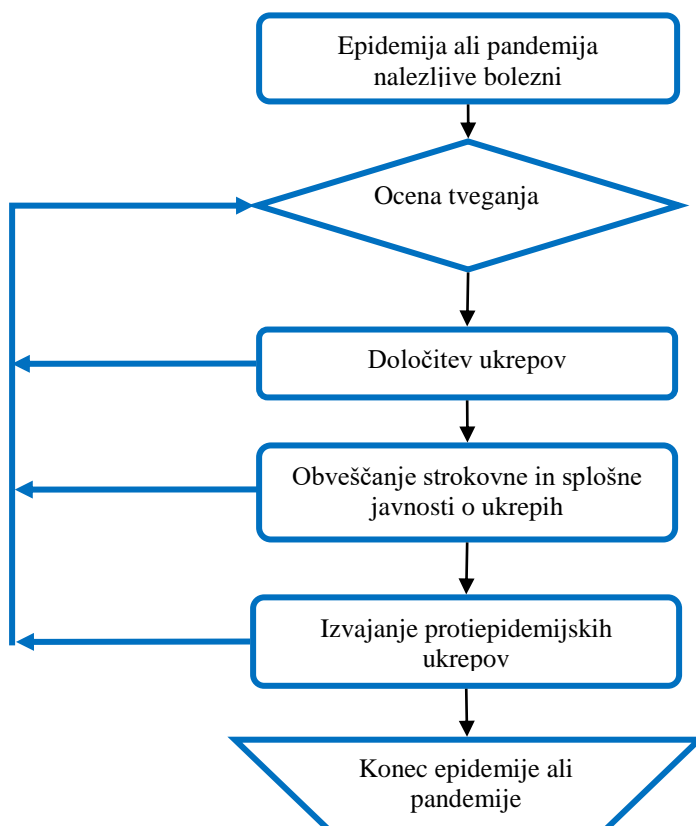 Epidemija ali pandemija
nalezljive bolezni
Ocena tveganja
Določitev ukrepov
Obveščanje strokovne in splošne
javnosti o ukrepih
Izvajanje protiepidemijskih
ukrepov
Konec epidemije ali
pandemije